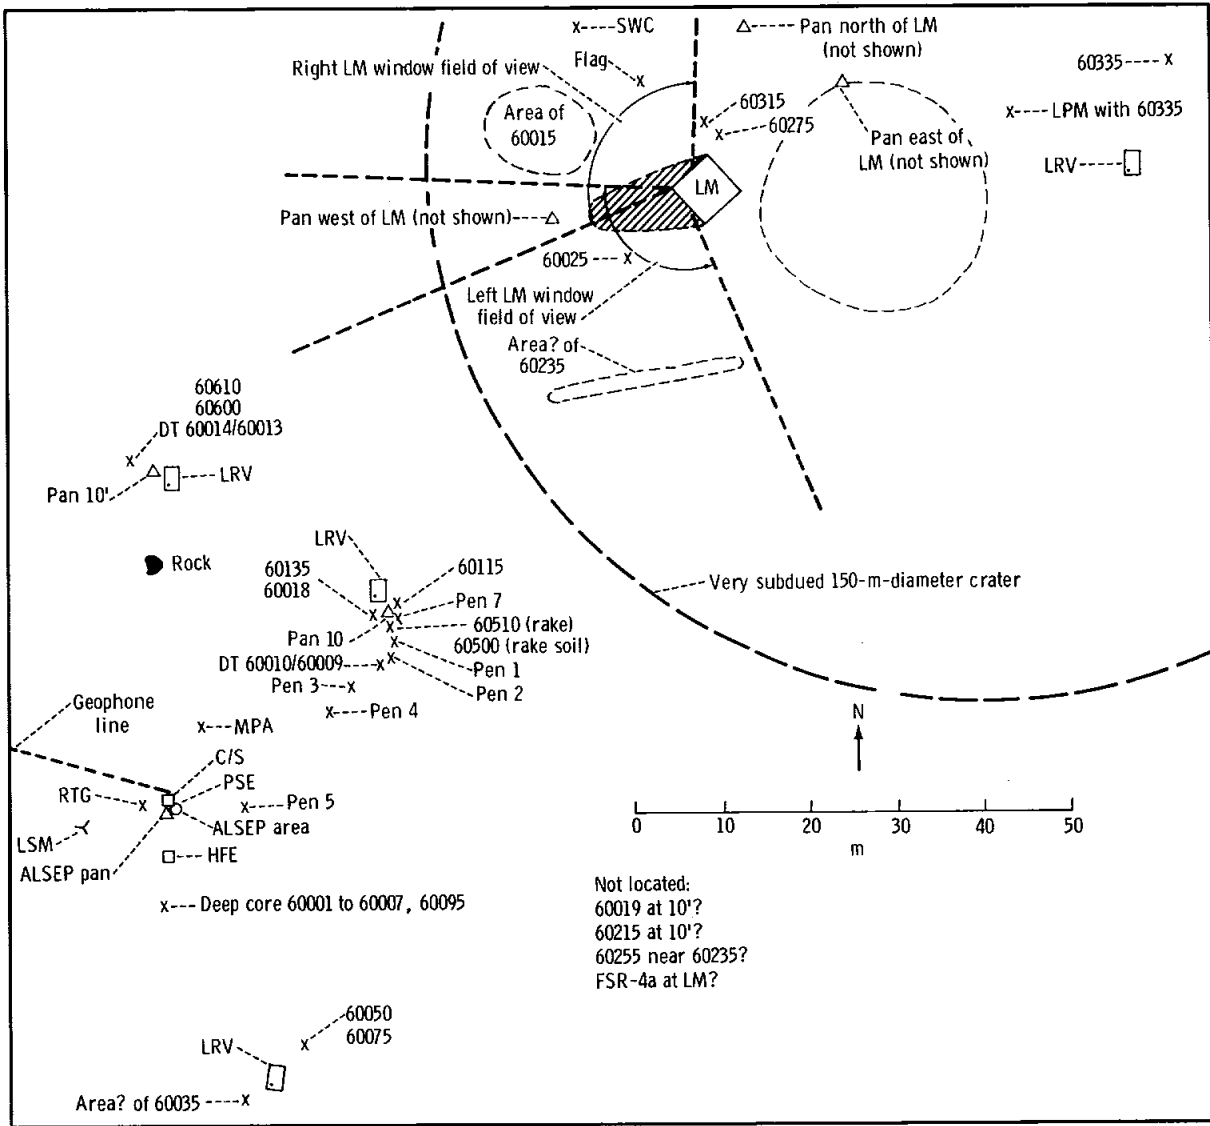 SWC
Pan north of LM
(not shown)
Flag
Right LM window field of view
60335
Area of
60015
60315
60275
LPM with 60335
Pan east of
LM (not shown)
LRV
LM
Pan west of LM (not shown)
60025
Left LM window
field of view
Area? of
60235
60610
60600
DT 60014/60013
LRV
Pan 10'
LRV
Rock
60135
60018
60115
Very subdued 150-m-diameter crater
Pen 7
60510 (rake)
60500 (rake soil)
Pan 10
DT 60010/60009
Pen 1
Pen 3
Pen 2
Geophone
line
Pen 4
MPA
N
C/S
PSE
RTG
Pen 5
ALSEP area
LSM
HFE
ALSEP pan
0 10 20 30 40 50
m
Deep core 60001 to 60007, 60095
Not located:
60019 at 10'?
60215 at 10'?
60255 near 60235?
FSR-4a at LM?
60050
60075
LRV
Area? of 60035